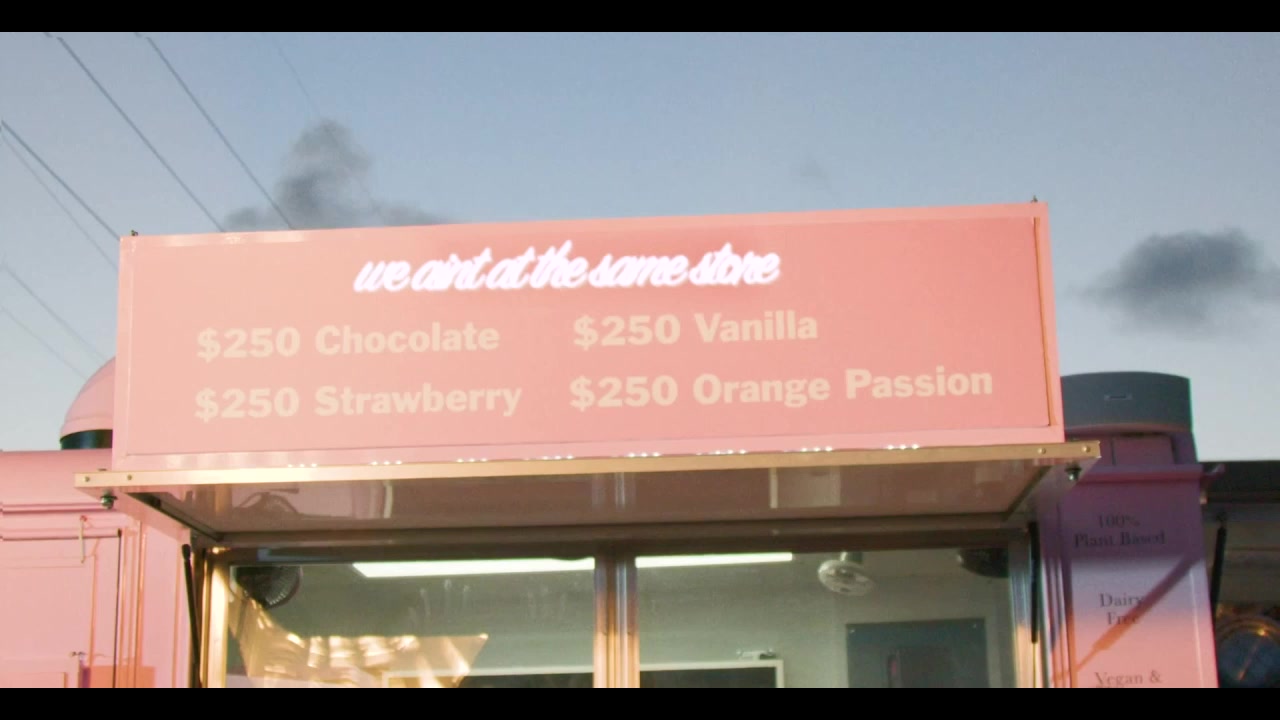 we aint at the same store
$250 Chocolate
$250 Vanilla
$250 Strawberry
$250 Orange Passion
100%
Plant Based
Dairy
Free
Vegan &